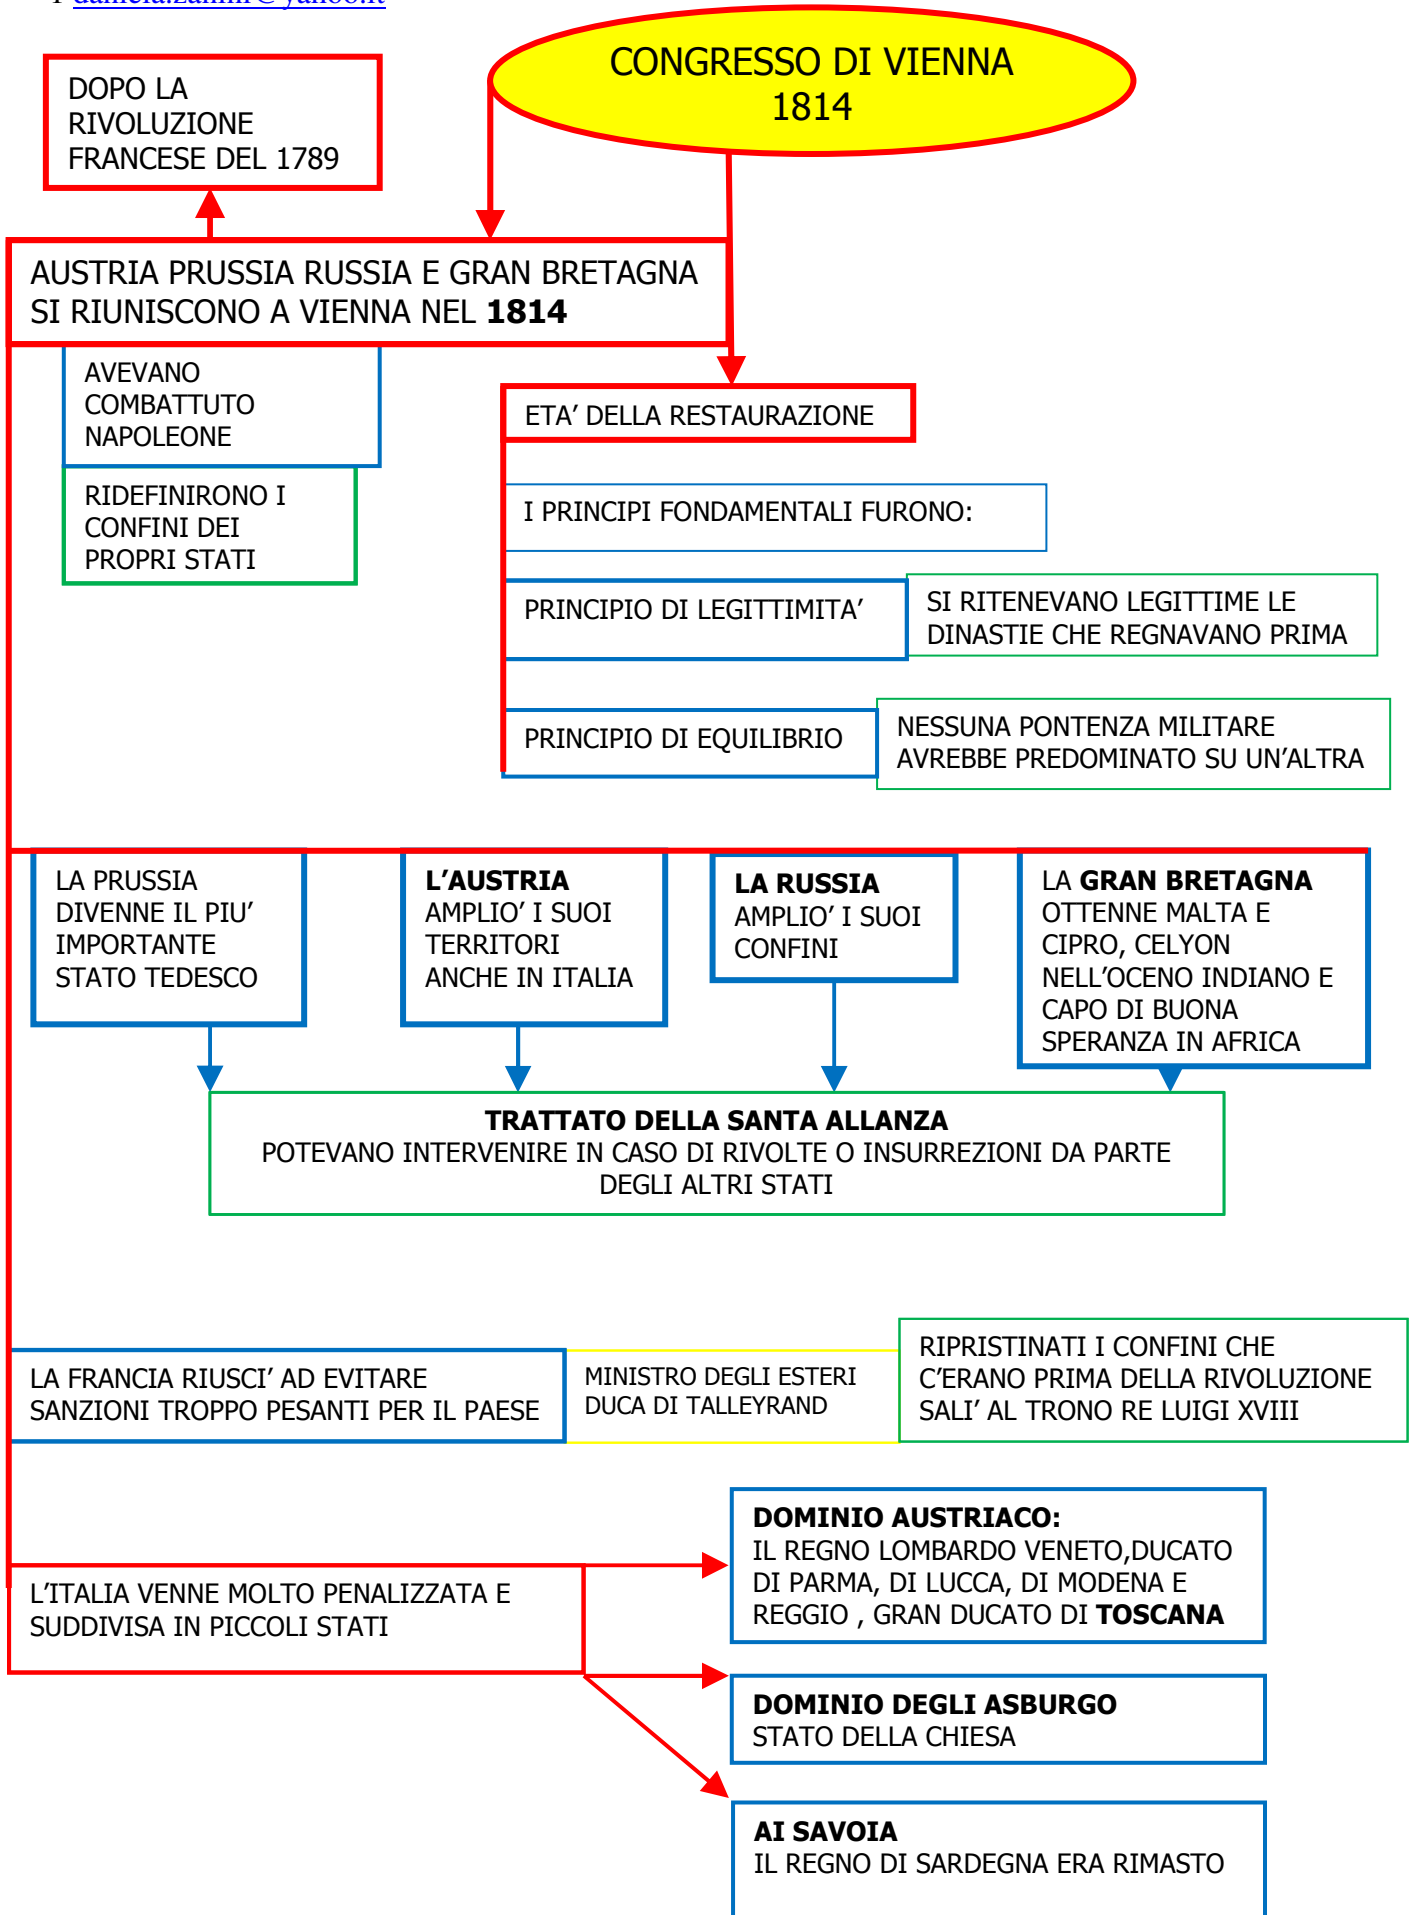 CONGRESSO DI VIENNA
1814
DOPO LA
RIVOLUZIONE
FRANCESE DEL 1789
AUSTRIA PRUSSIA RUSSIA E GRAN BRETAGNA
SI RIUNISCONO A VIENNA NEL 1814
AVEVANO
COMBATTUTO
NAPOLEONE
RIDEFINIRONO I
CONFINI DEI
PROPRI STATI
ETA’ DELLA RESTAURAZIONE
I PRINCIPI FONDAMENTALI FURONO:
PRINCIPIO DI LEGITTIMITA’
SI RITENEVANO LEGITTIME LE
DINASTIE CHE REGNAVANO PRIMA
PRINCIPIO DI EQUILIBRIO
NESSUNA PONTENZA MILITARE
AVREBBE PREDOMINATO SU UN’ALTRA
LA PRUSSIA
DIVENNE IL PIU’
IMPORTANTE
STATO TEDESCO
L’AUSTRIA
AMPLIO’ I SUOI
TERRITORI
ANCHE IN ITALIA
LA RUSSIA
AMPLIO’ I SUOI
CONFINI
LA GRAN BRETAGNA
OTTENNE MALTA E
CIPRO, CELYON
NELL’OCENO INDIANO E
CAPO DI BUONA
SPERANZA IN AFRICA
TRATTATO DELLA SANTA ALLANZA
POTEVANO INTERVENIRE IN CASO DI RIVOLTE O INSURREZIONI DA PARTE
DEGLI ALTRI STATI
LA FRANCIA RIUSCI’ AD EVITARE
SANZIONI TROPPO PESANTI PER IL PAESE
MINISTRO DEGLI ESTERI
DUCA DI TALLEYRAND
RIPRISTINATI I CONFINI CHE
C’ERANO PRIMA DELLA RIVOLUZIONE
SALI’ AL TRONO RE LUIGI XVIII
L’ITALIA VENNE MOLTO PENALIZZATA E
SUDDIVISA IN PICCOLI STATI
DOMINIO AUSTRIACO:
IL REGNO LOMBARDO VENETO,DUCATO
DI PARMA, DI LUCCA, DI MODENA E
REGGIO , GRAN DUCATO DI TOSCANA
DOMINIO DEGLI ASBURGO
STATO DELLA CHIESA
AI SAVOIA
IL REGNO DI SARDEGNA ERA RIMASTO